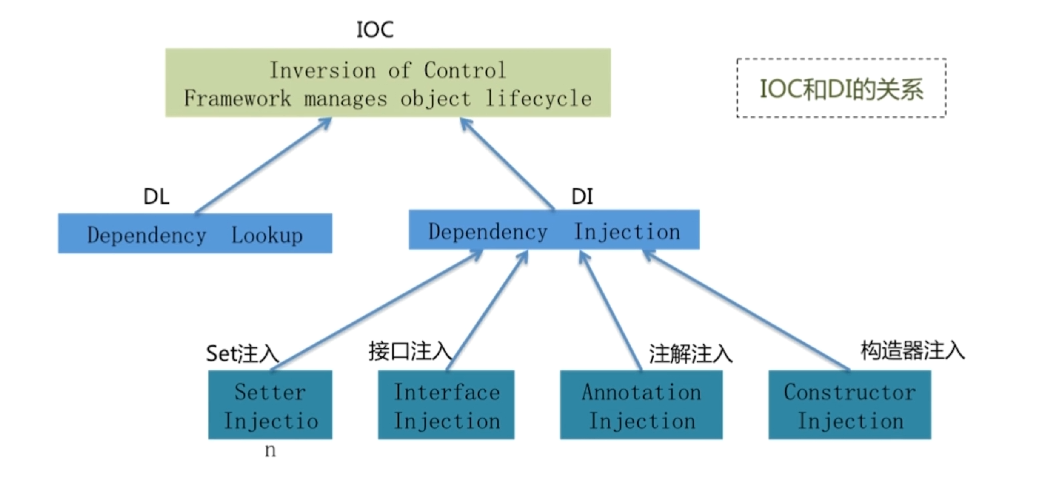 IOC
Inversion of Control
Framework manages object lifecycle
IOC和DI的关系
DL
Dependency Lookup
DI
Dependency Injection
Set注入
Setter
Injectio
n
接口注入
Interface
Injection
注解注入
Annotation
Injection
构造器注入
Constructor
Injection